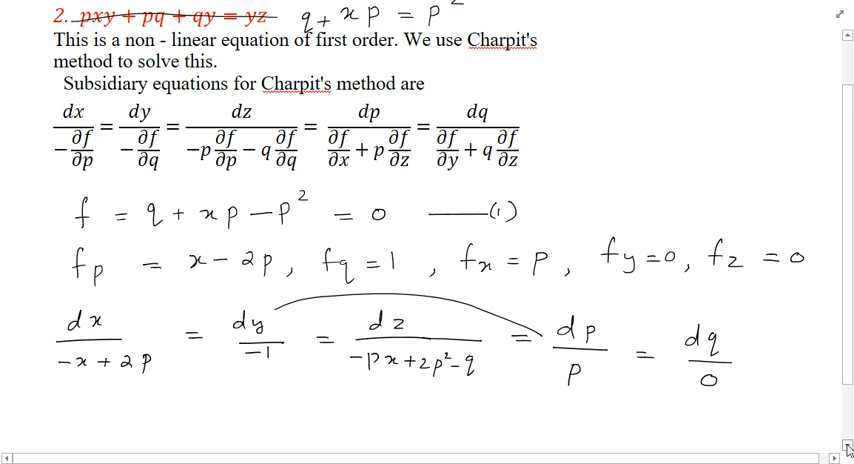 2. pxy + pq + qy = yz q + xp = p²
This is a non - linear equation of first order. We use Charpit's
method to solve this.
Subsidiary equations for Charpit's method are
dx/(−∂f/∂p) = dy/(−∂f/∂q) = dz/(−p ∂f/∂p − q ∂f/∂q) = dp/(∂f/∂x + p ∂f/∂z) = dq/(∂f/∂y + q ∂f/∂z)
f = q + xp − p² = 0 ——(1)
fp = x − 2p, fq = 1, fx = p, fy = 0, fz = 0
dx/(−x + 2p) = dy/−1 = dz/(−px + 2p² − q) = dp/p = dq/0